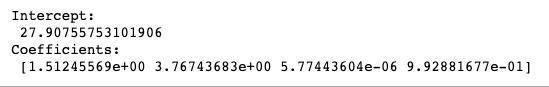 Intercept:
27.90755753101906
Coefficients:
[1.51245569e+00 3.76743683e+00 5.77443604e-06 9.92881677e-01]